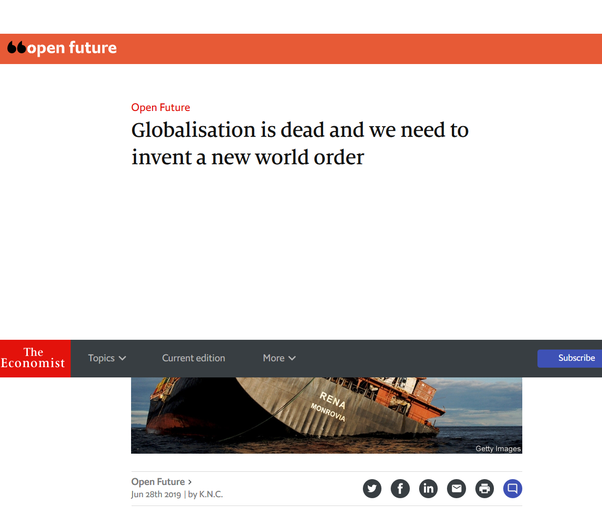 open future
Open Future
Globalisation is dead and we need to
invent a new world order
The
Economist
Topics
Current edition
More
Subscribe
RENA
MONROVIA
Getty Images
Open Future >
Jun 28th 2019 | by K.N.C.